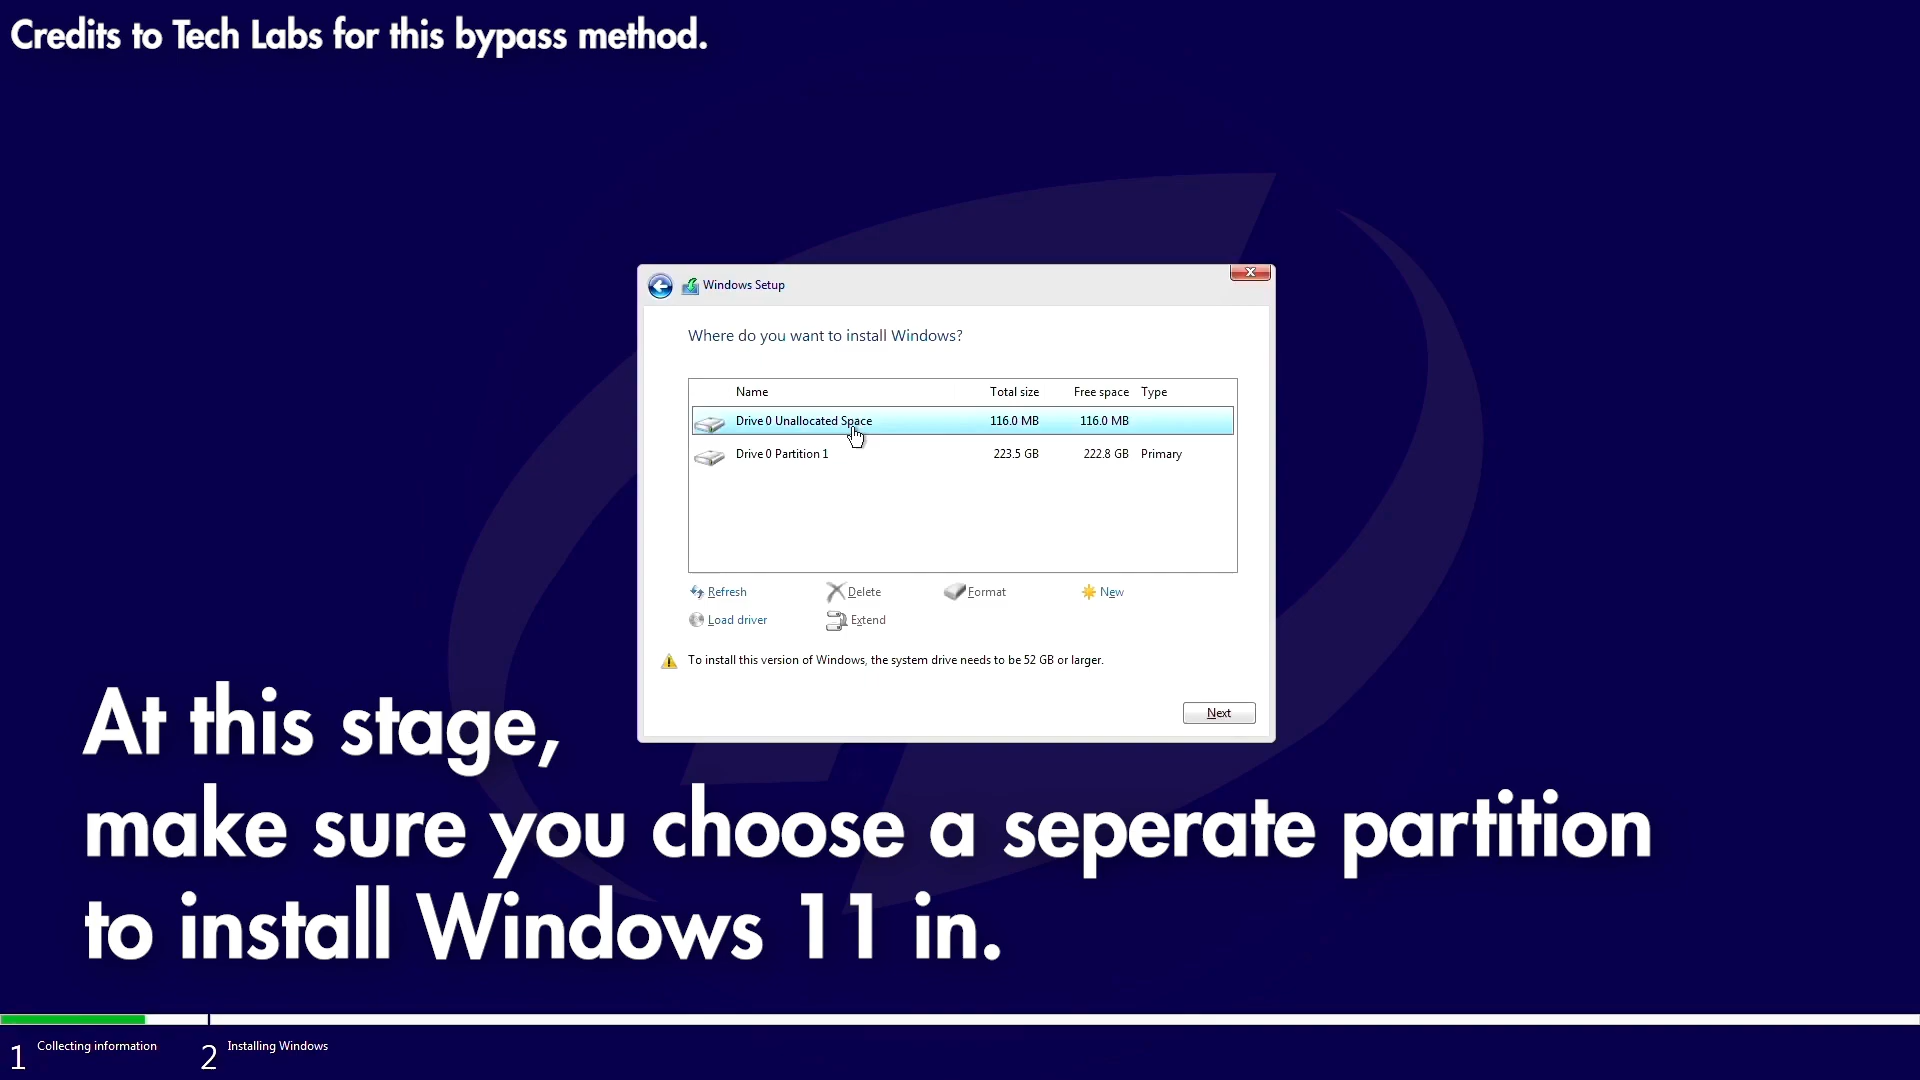 Credits to Tech Labs for this bypass method.
Windows Setup
Where do you want to install Windows?
Name Total size Free space Type
Drive 0 Unallocated Space 116.0 MB 116.0 MB
Drive 0 Partition 1 223.5 GB 222.8 GB Primary
Refresh Delete Format New
Load driver Extend
To install this version of Windows, the system drive needs to be 52 GB or larger.
Next
At this stage,
make sure you choose a seperate partition
to install Windows 11 in.
1 Collecting information 2 Installing Windows